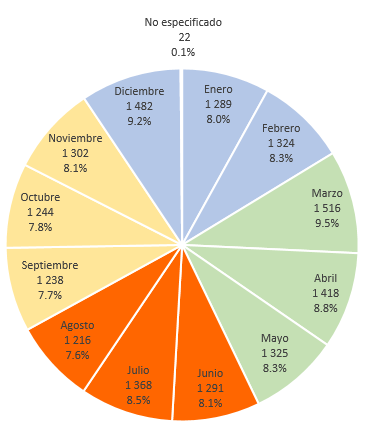 No especificado
22
0.1%
Enero
1 289
8.0%
Febrero
1 324
8.3%
Marzo
1 516
9.5%
Abril
1 418
8.8%
Mayo
1 325
8.3%
Junio
1 291
8.1%
Julio
1 368
8.5%
Agosto
1 216
7.6%
Septiembre
1 238
7.7%
Octubre
1 244
7.8%
Noviembre
1 302
8.1%
Diciembre
1 482
9.2%